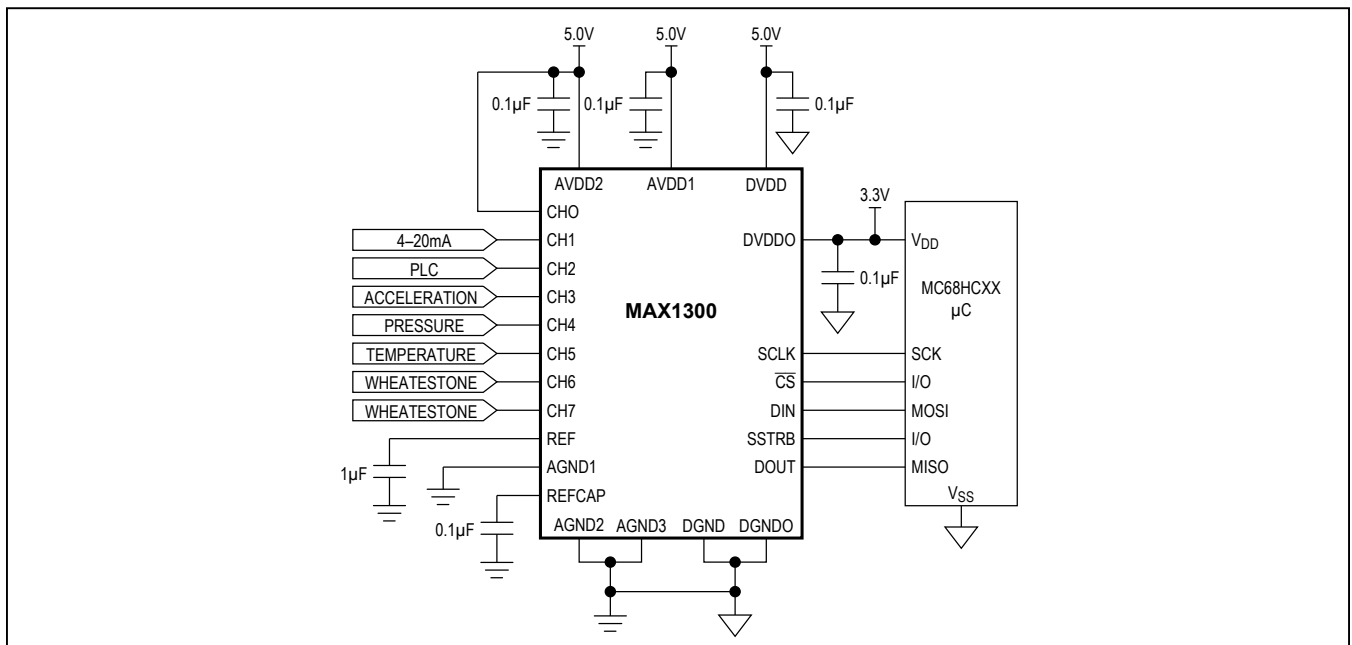 5.0V 5.0V 5.0V
0.1µF 0.1µF 0.1µF
AVDD2 AVDD1 DVDD
3.3V
CHO
4–20mA CH1 DVDDO VDD
PLC CH2
0.1µF
ACCELERATION CH3 MC68HCXX
µC
MAX1300
PRESSURE CH4
TEMPERATURE CH5 SCLK SCK
WHEATESTONE CH6 CS I/O
WHEATESTONE CH7 DIN MOSI
REF SSTRB I/O
1µF AGND1 DOUT MISO
REFCAP VSS
0.1µF AGND2 AGND3 DGND DGNDO